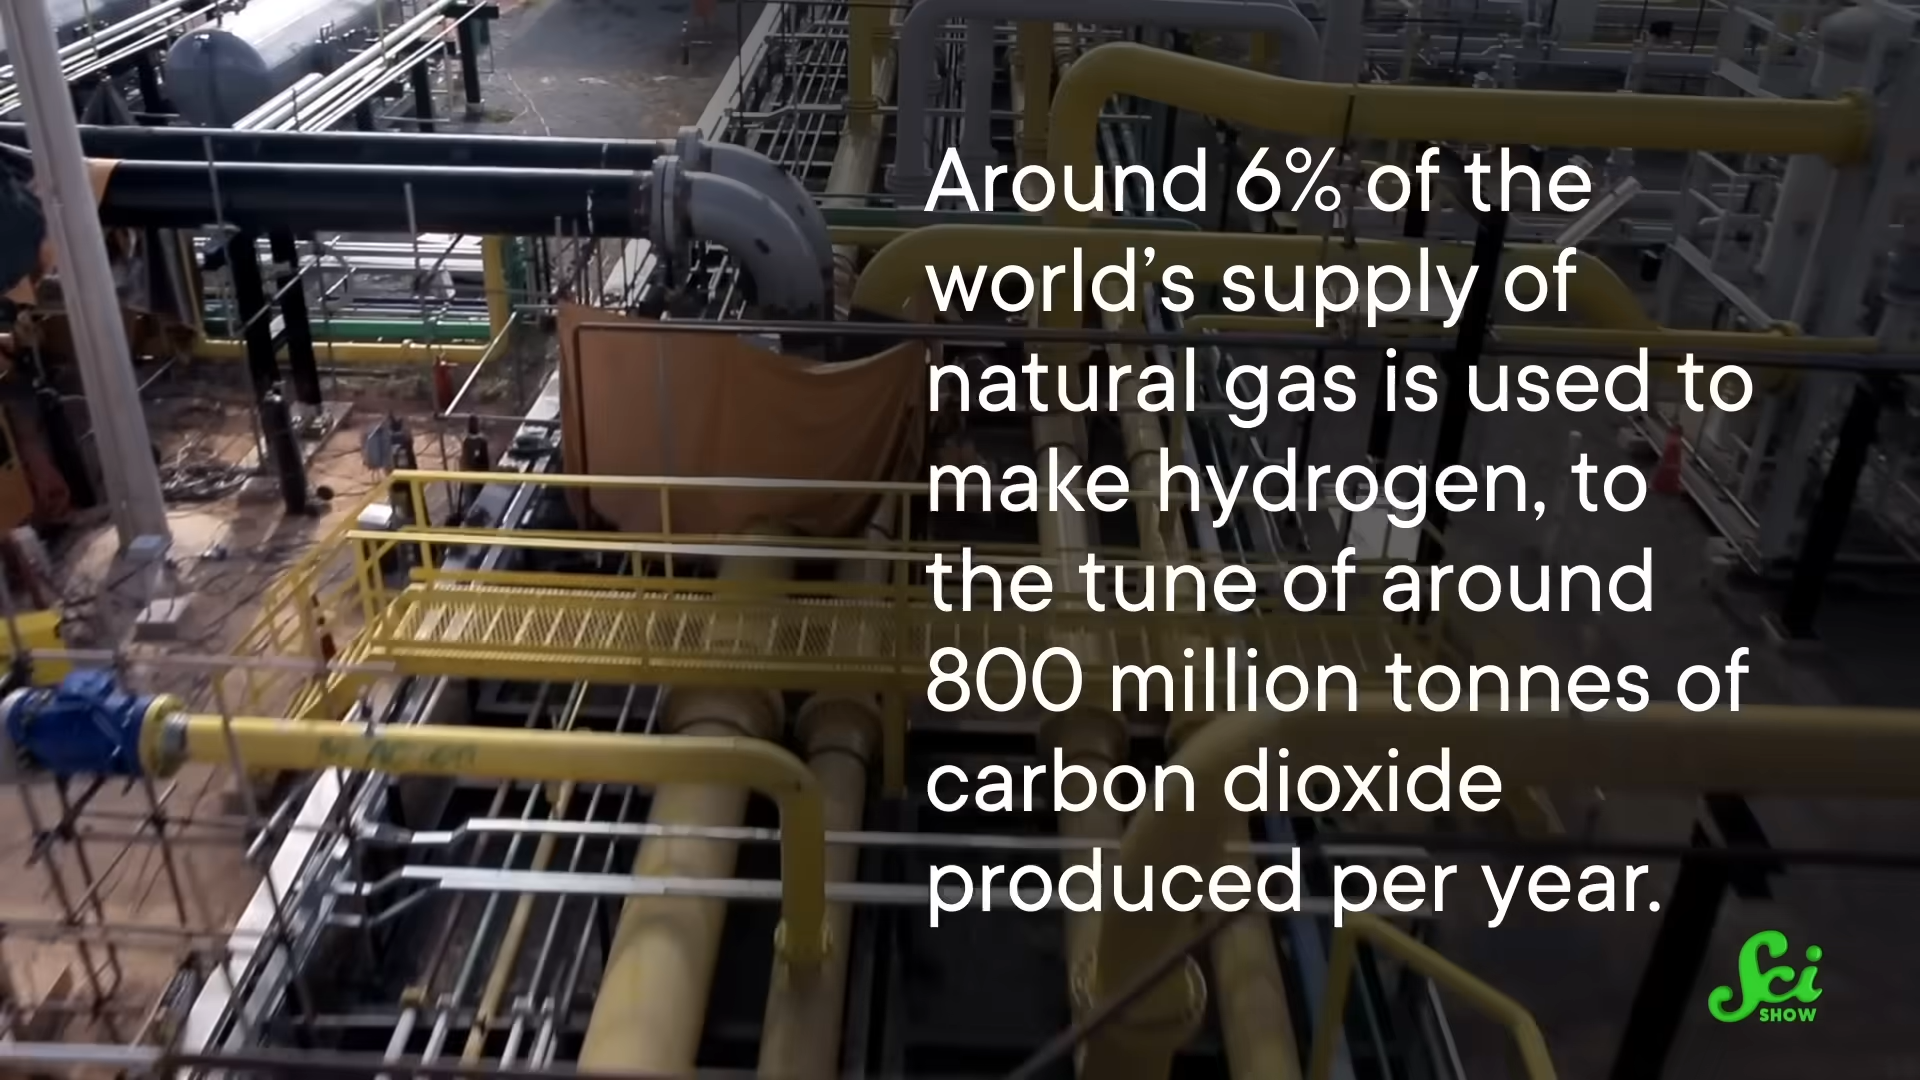 Around 6% of the
world’s supply of
natural gas is used to
make hydrogen, to
the tune of around
800 million tonnes of
carbon dioxide
produced per year.
Sci
SHOW